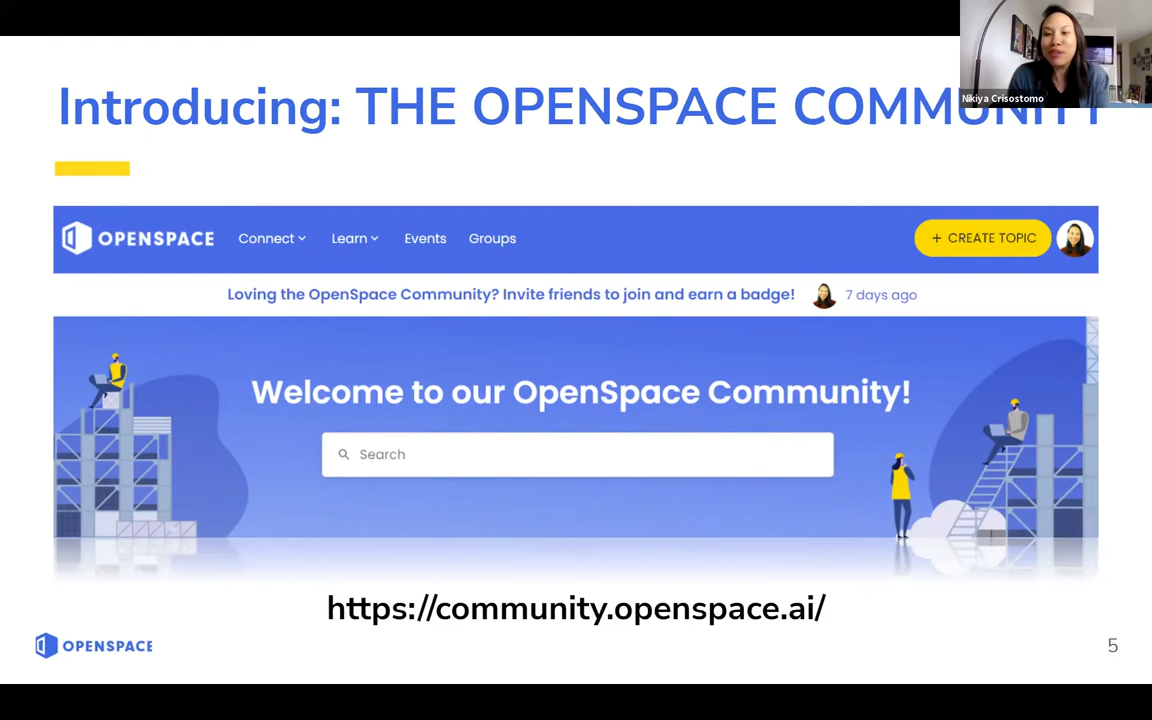 Nikiya Crisostomo
Introducing: THE OPENSPACE COMMUNITY
OPENSPACE
Connect
Learn
Events
Groups
+ CREATE TOPIC
Loving the OpenSpace Community? Invite friends to join and earn a badge!
7 days ago
Welcome to our OpenSpace Community!
Search
https://community.openspace.ai/
OPENSPACE
5